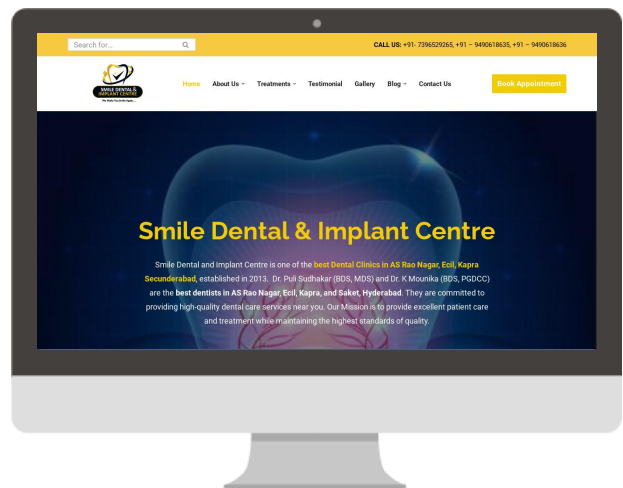 Search for...
CALL US: +91- 7396529265, +91 – 9490618635, +91 – 9490618636
SMILE DENTAL &
IMPLANT CENTRE
We Make You Smile Again....
Home About Us Treatments Testimonial Gallery Blog Contact Us
Book Appointment
Smile Dental & Implant Centre
Smile Dental and Implant Centre is one of the best Dental Clinics in AS Rao Nagar, Ecil, Kapra
Secunderabad, established in 2013. Dr. Puli Sudhakar (BDS, MDS) and Dr. K Mounika (BDS, PGDCC)
are the best dentists in AS Rao Nagar, Ecil, Kapra, and Saket, Hyderabad. They are committed to
providing high-quality dental care services near you. Our Mission is to provide excellent patient care
and treatment while maintaining the highest standards of quality.